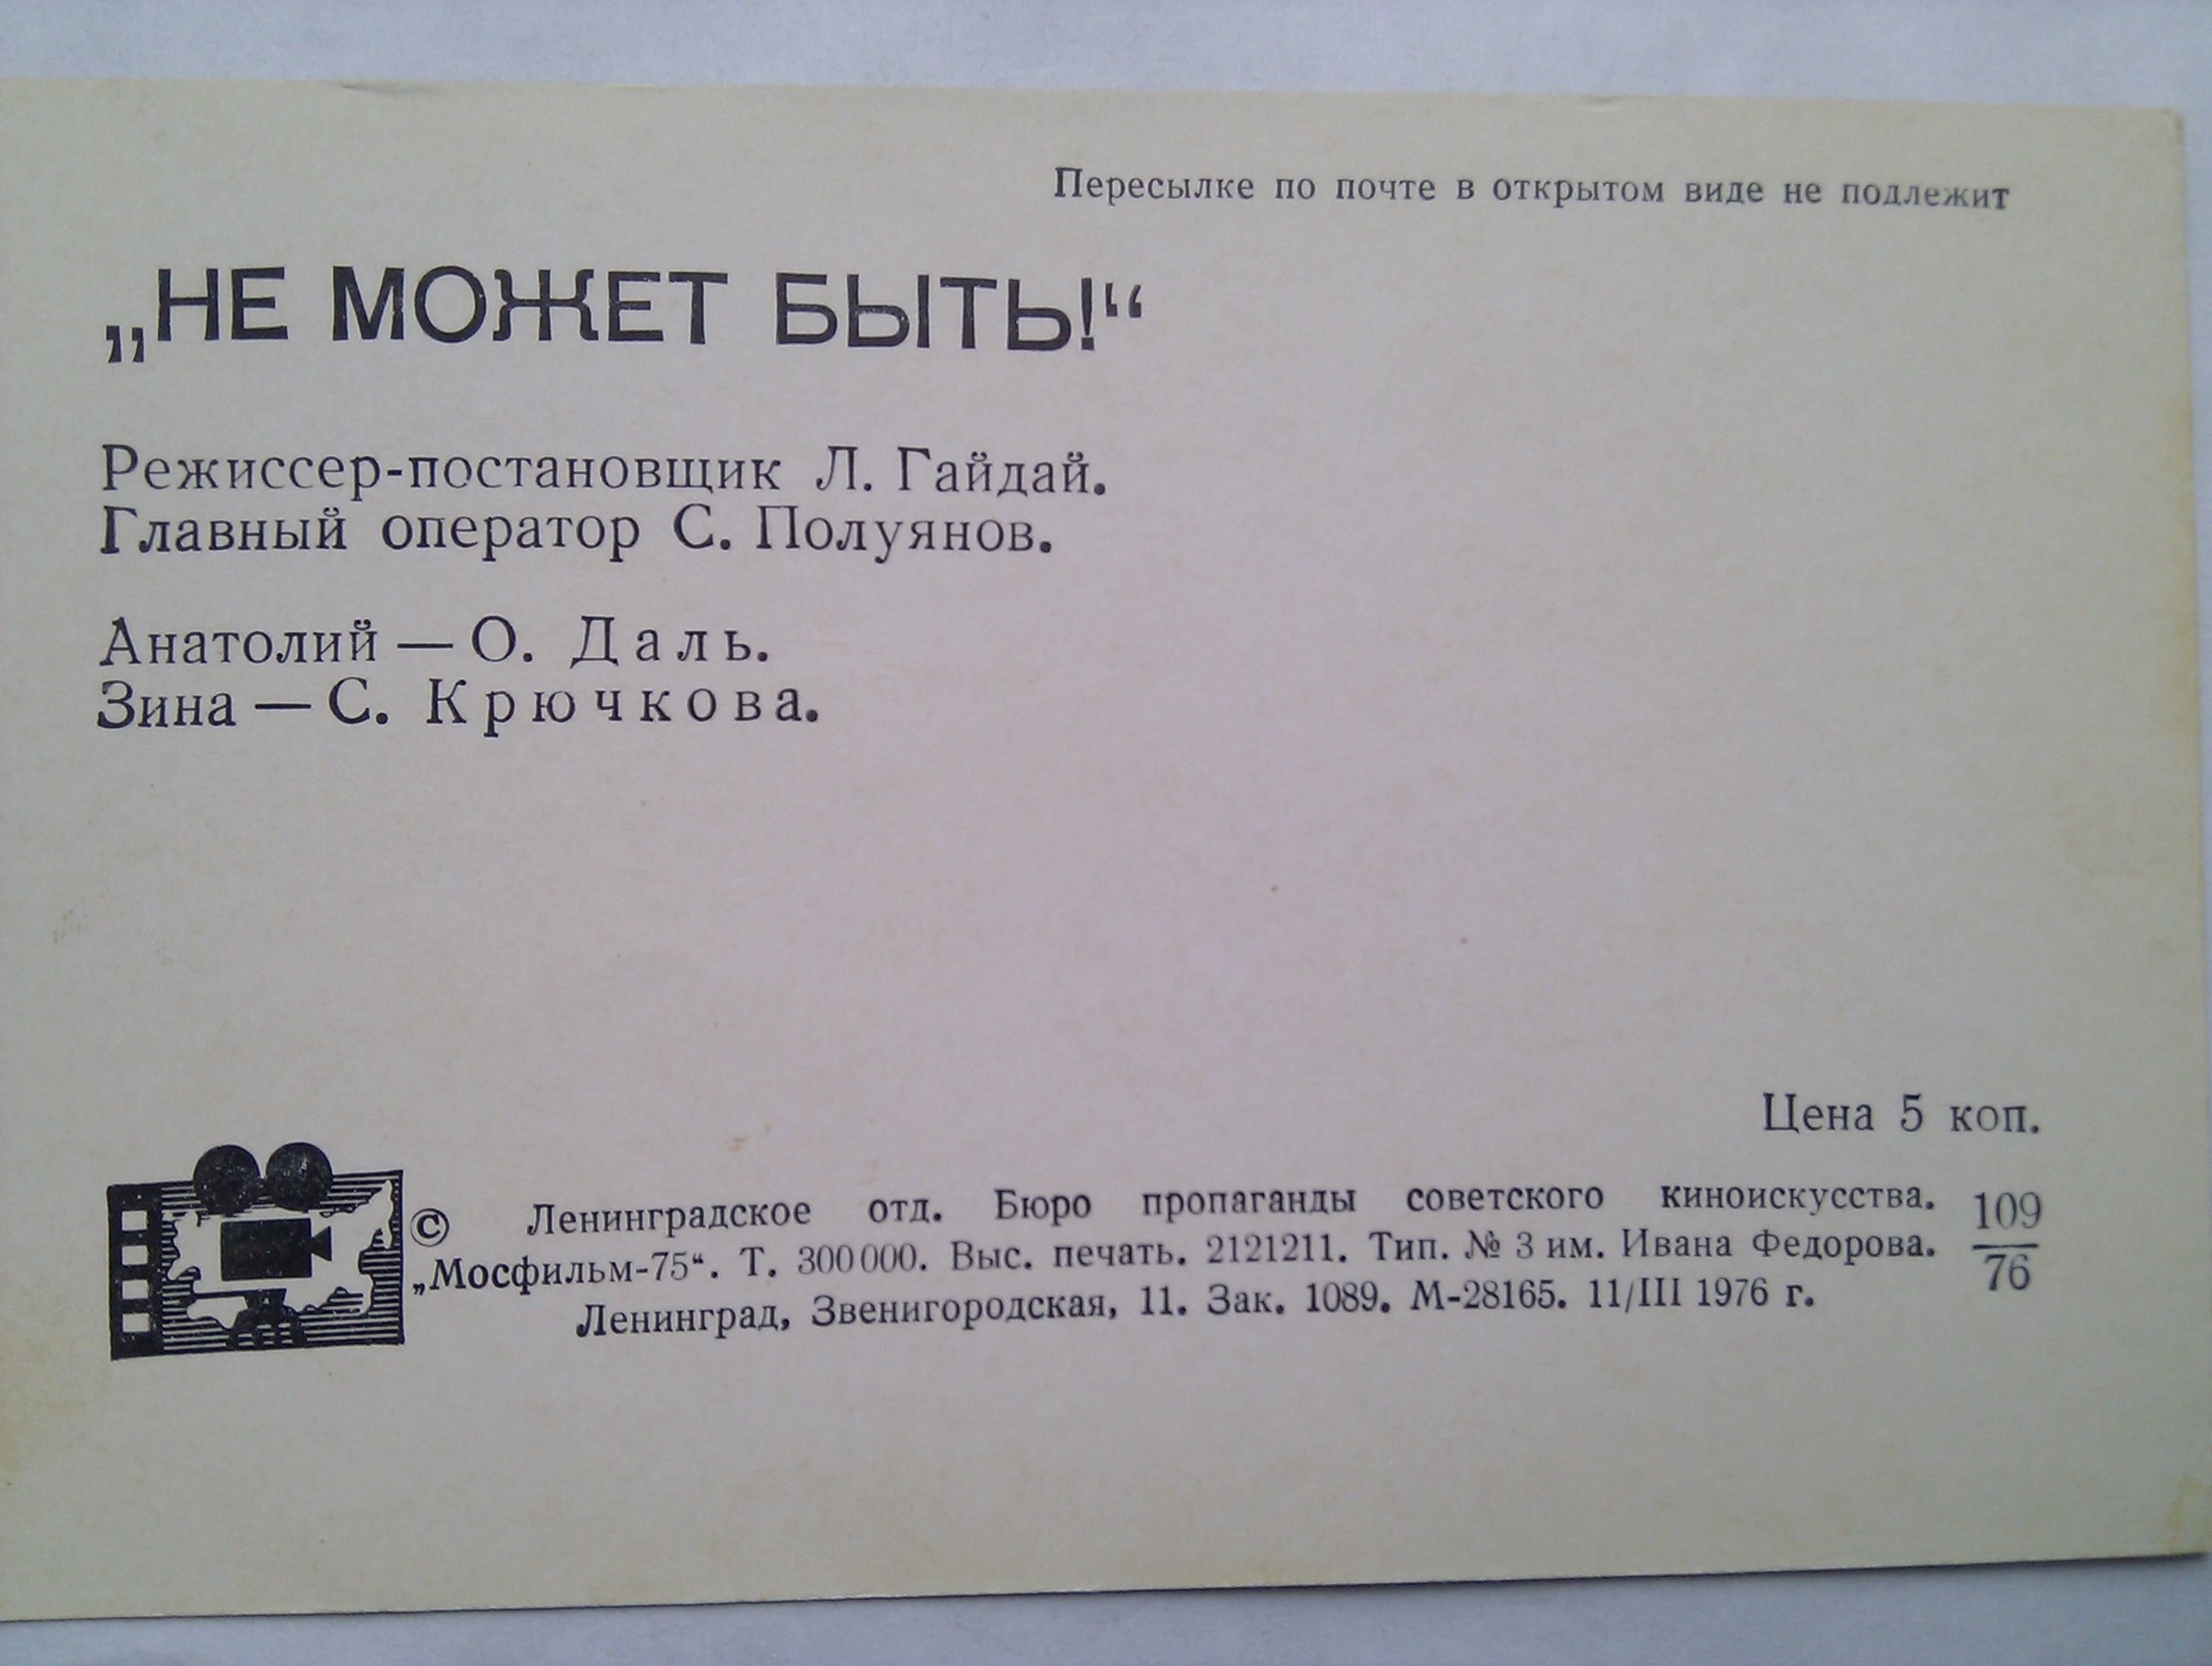 Пересылке по почте в открытом виде не подлежит
„НЕ МОЖЕТ БЫТЬ!“
Режиссер-постановщик Л. Гайдай.
Главный оператор С. Полуянов.
Анатолий — О. Даль.
Зина — С. Крючкова.
Цена 5 коп.
© Ленинградское отд. Бюро пропаганды советского киноискусства.
„Мосфильм-75“. Т. 300 000. Выс. печать. 2121211. Тип. № 3 им. Ивана Федорова.
Ленинград, Звенигородская, 11. Зак. 1089. М-28165. 11/III 1976 г.
109
76